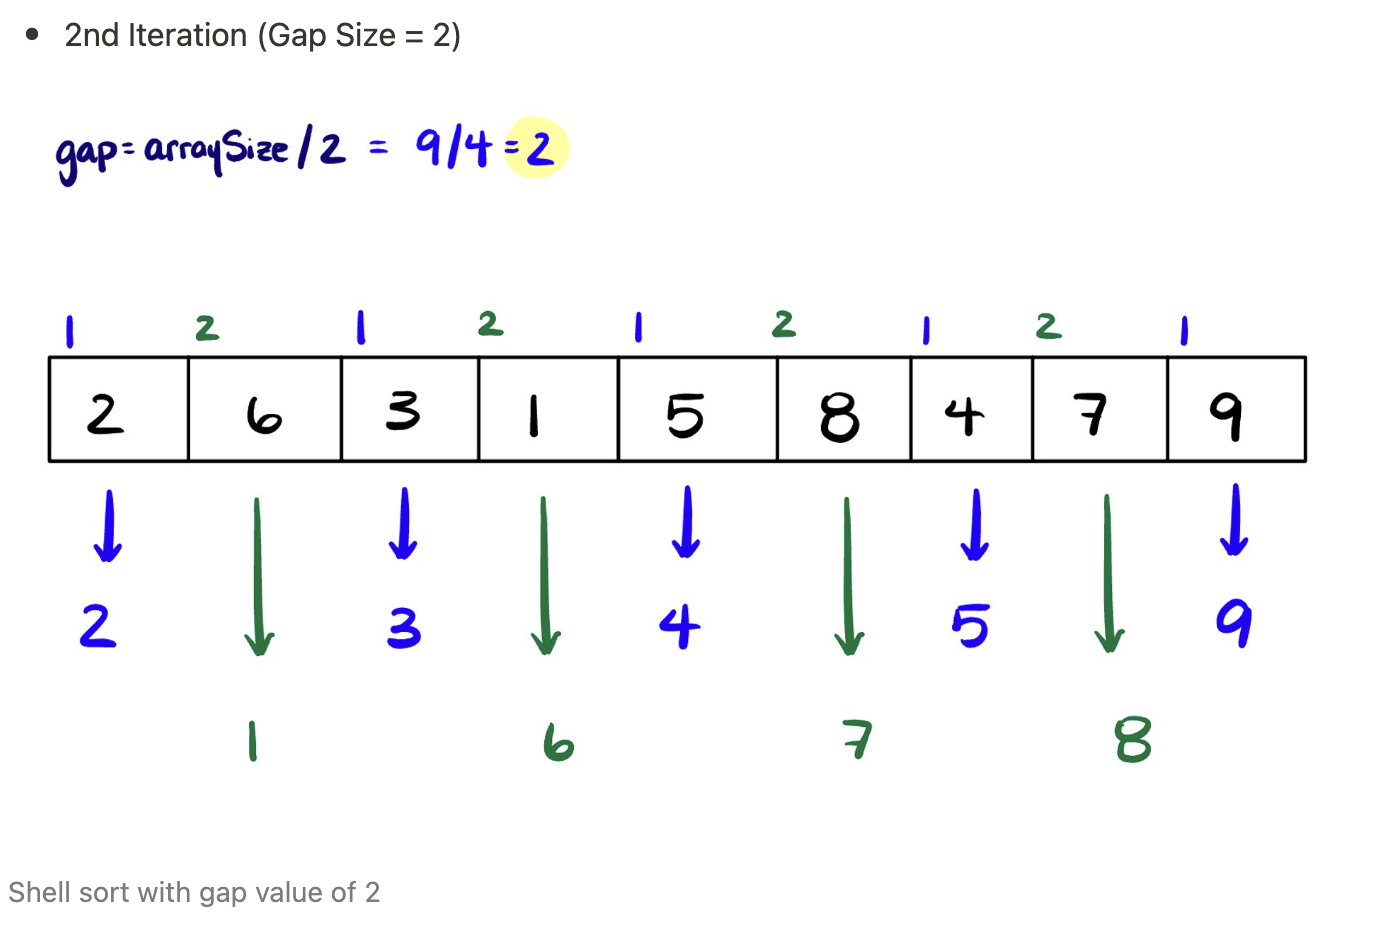 • 2nd Iteration (Gap Size = 2)
gap = arraySize/2 = 9/4 = 2
1 2 1 2 1 2 1 2 1
2 6 3 1 5 8 4 7 9
2 3 4 5 9
1 6 7 8
Shell sort with gap value of 2